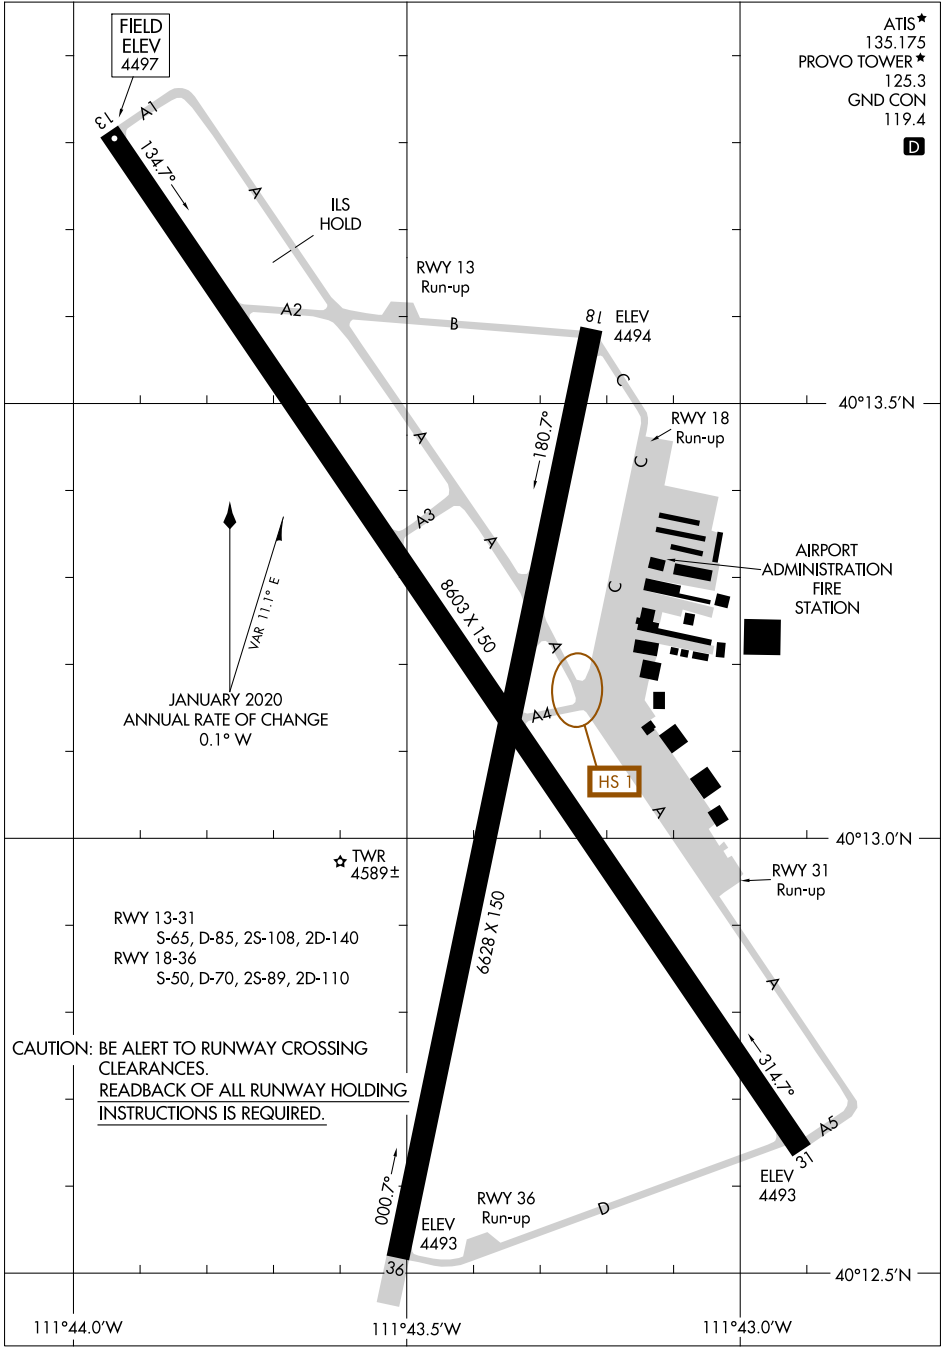 FIELD
ELEV
4497
ATIS★
135.175
PROVO TOWER★
125.3
GND CON
119.4
D
13
A1
134.7°
A
ILS
HOLD
RWY 13
Run-up
A2
B
18
ELEV
4494
C
40°13.5'N
RWY 18
Run-up
180.7°
A
C
A3
A
AIRPORT
ADMINISTRATION
FIRE
STATION
C
8603 X 150
VAR 11.1° E
A
JANUARY 2020
ANNUAL RATE OF CHANGE
0.1° W
A4
HS 1
A
40°13.0'N
TWR
4589±
RWY 31
Run-up
RWY 13-31
S-65, D-85, 2S-108, 2D-140
RWY 18-36
S-50, D-70, 2S-89, 2D-110
6628 X 150
A
CAUTION: BE ALERT TO RUNWAY CROSSING
CLEARANCES.
READBACK OF ALL RUNWAY HOLDING
INSTRUCTIONS IS REQUIRED.
314.7°
A5
31
ELEV
4493
000.7°
RWY 36
Run-up
D
ELEV
4493
36
40°12.5'N
111°44.0'W
111°43.5'W
111°43.0'W